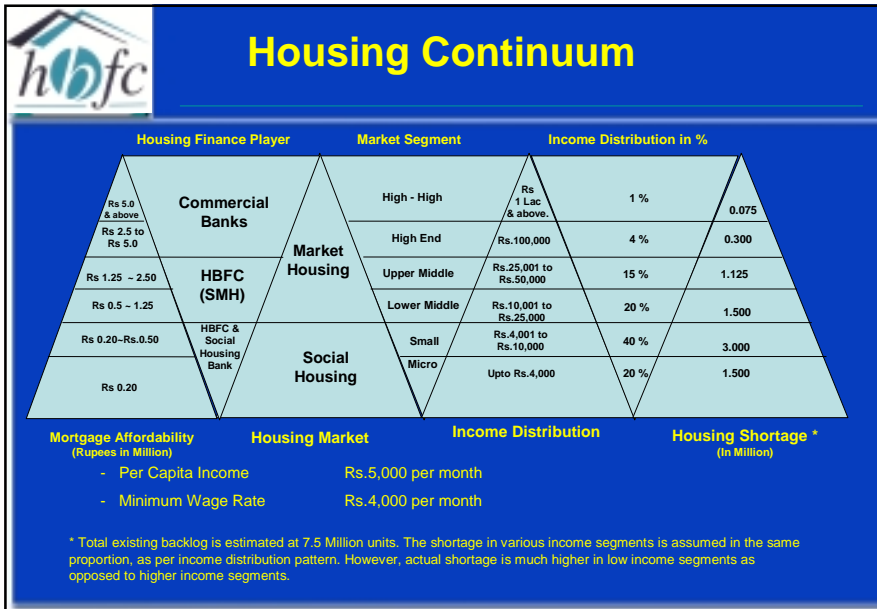 hbfc
Housing Continuum
Housing Finance Player Market Segment Income Distribution in %
Rs 5.0
& above
Commercial
Banks
High - High
Rs
1 Lac
& above.
1 %
0.075
Rs 2.5 to
Rs 5.0
Market
Housing
High End
Rs.100,000
4 %
0.300
Rs 1.25 ~ 2.50
HBFC
(SMH)
Upper Middle
Rs.25,001 to
Rs.50,000
15 %
1.125
Rs 0.5 ~ 1.25
Lower Middle
Rs.10,001 to
Rs.25,000
20 %
1.500
Rs 0.20~Rs.0.50
HBFC &
Social
Housing
Bank
Social
Housing
Small
Rs.4,001 to
Rs.10,000
40 %
3.000
Rs 0.20
Micro
Upto Rs.4,000
20 %
1.500
Mortgage Affordability
(Rupees in Million)
Housing Market
Income Distribution
Housing Shortage *
(In Million)
- Per Capita Income Rs.5,000 per month
- Minimum Wage Rate Rs.4,000 per month
* Total existing backlog is estimated at 7.5 Million units. The shortage in various income segments is assumed in the same
proportion, as per income distribution pattern. However, actual shortage is much higher in low income segments as
opposed to higher income segments.